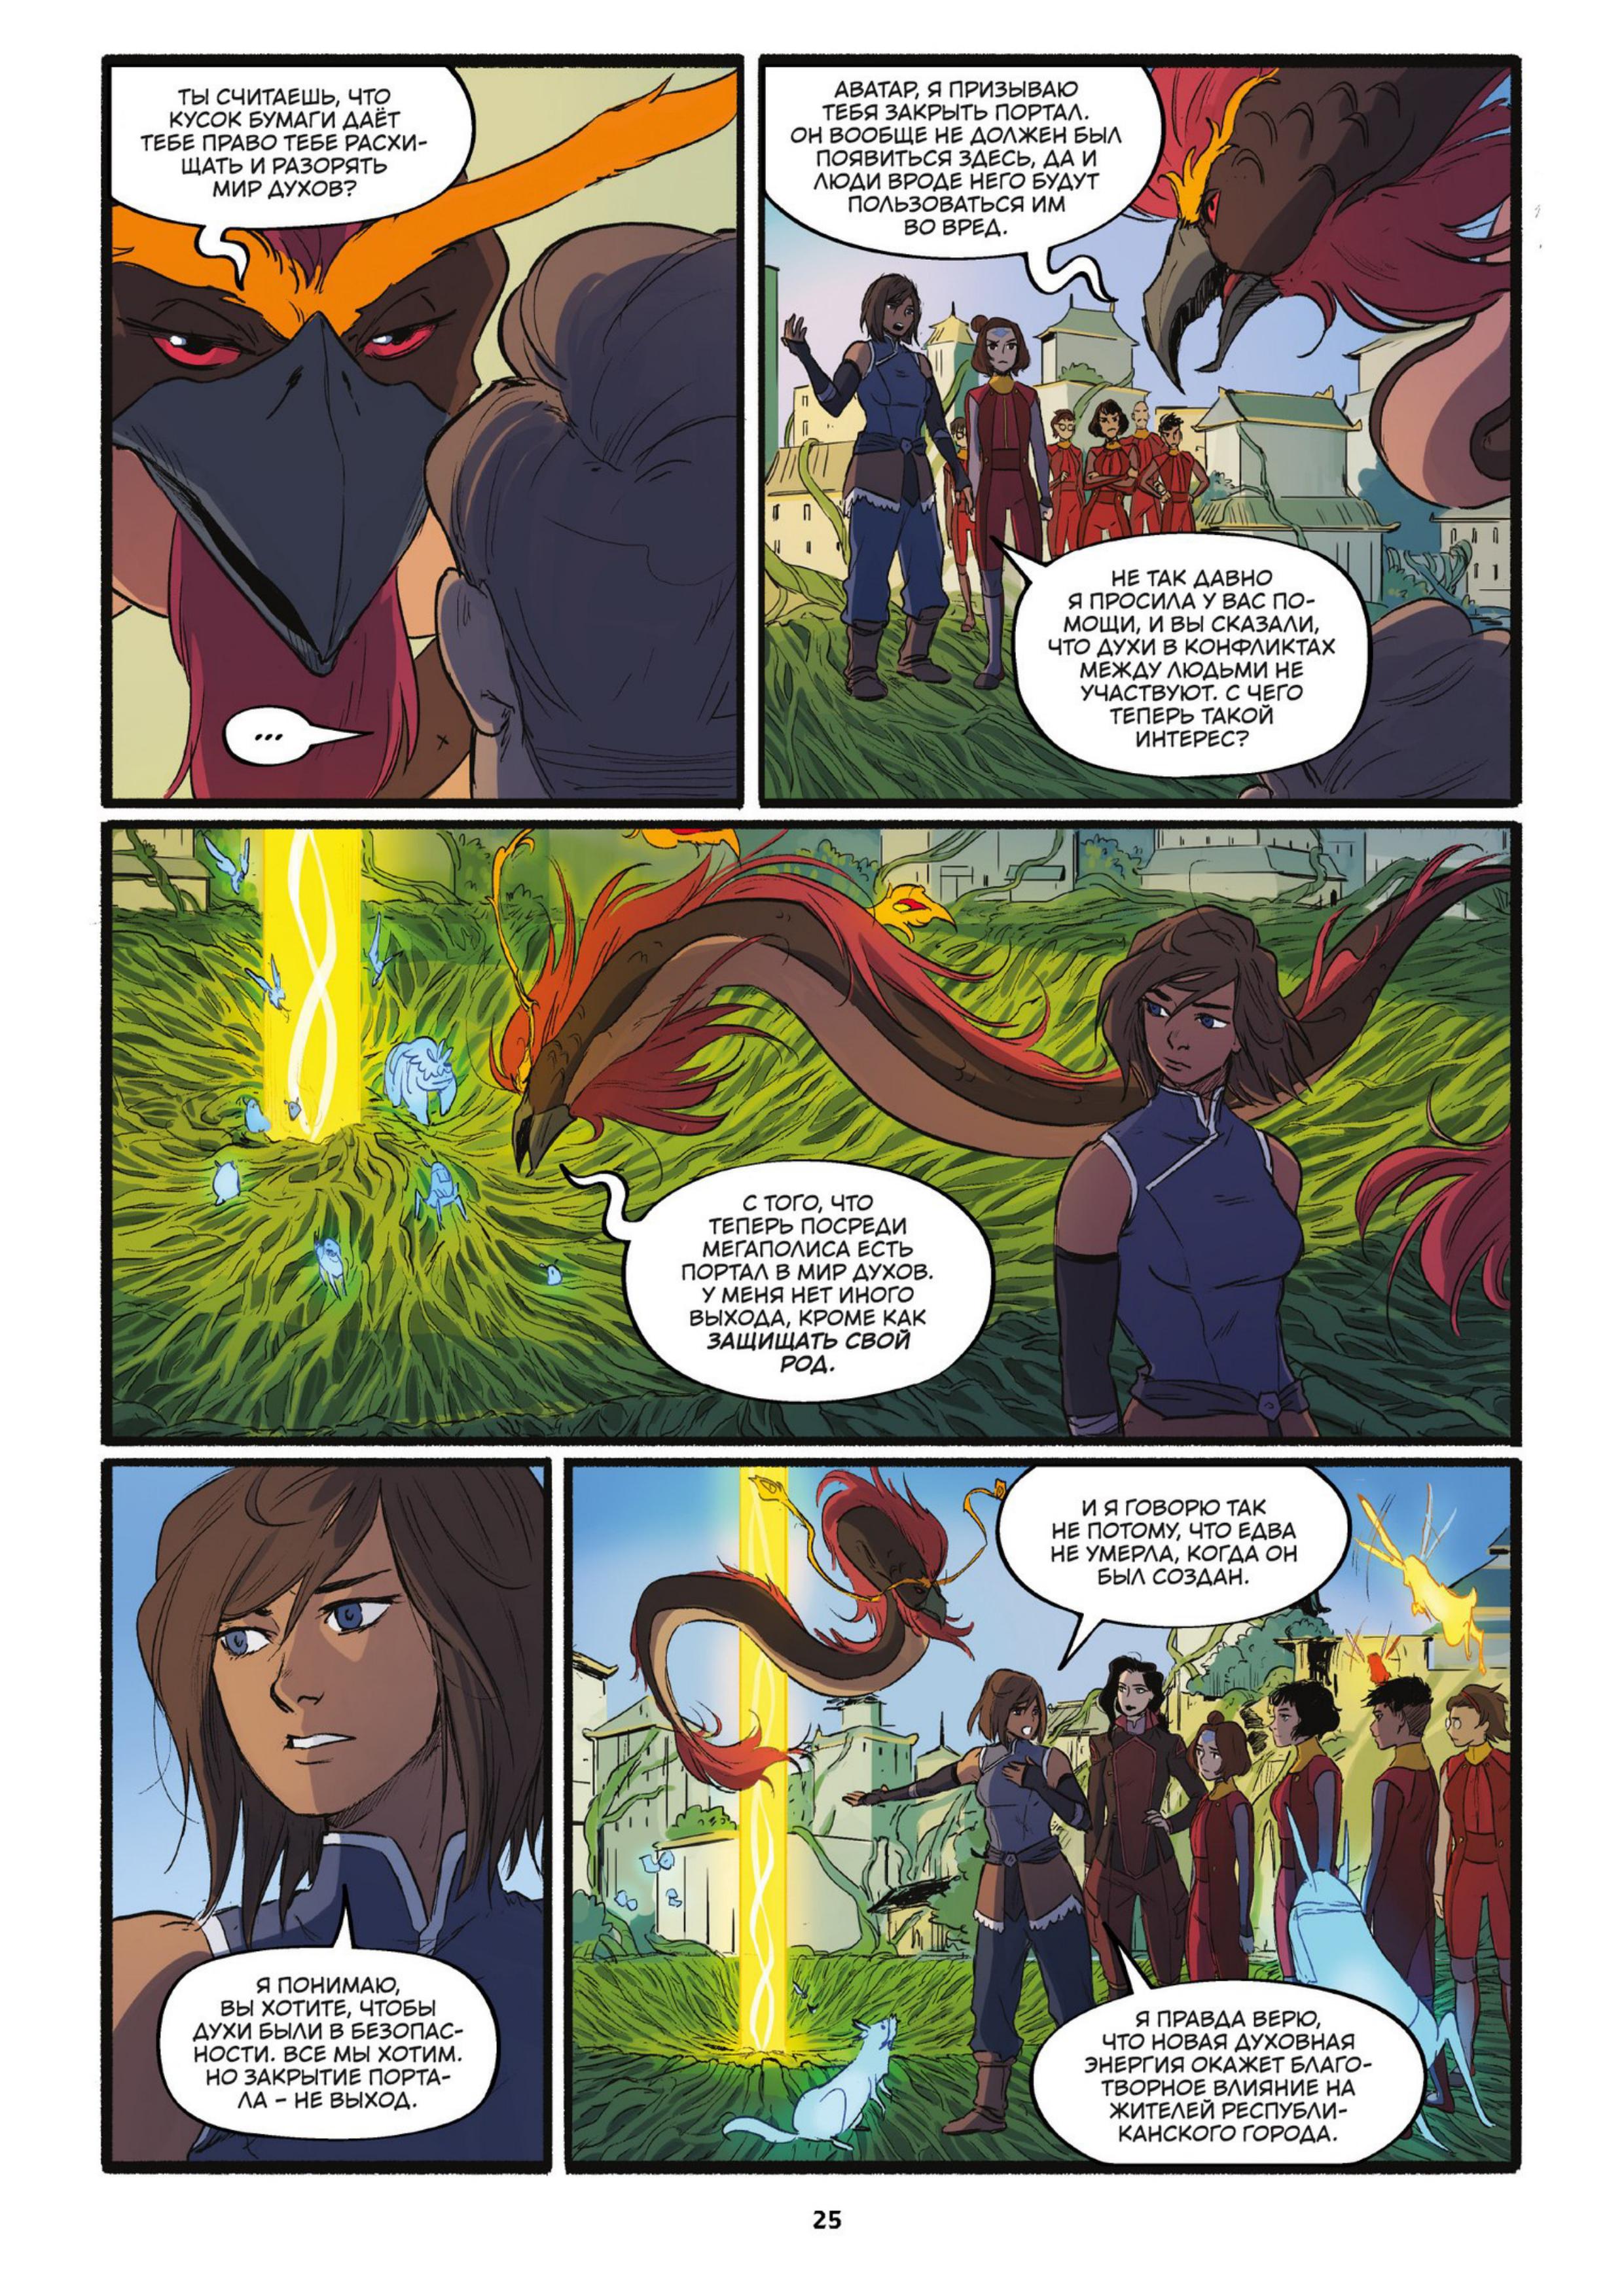 ТЫ СЧИТАЕШЬ, ЧТО
КУСОК БУМАГИ ДАЁТ
ТЕБЕ ПРАВО ТЕБЕ РАСХИ-
ЩАТЬ И РАЗОРЯТЬ
МИР ДУХОВ?
...
АВАТАР, Я ПРИЗЫВАЮ
ТЕБЯ ЗАКРЫТЬ ПОРТАЛ.
ОН ВООБЩЕ НЕ ДОЛЖЕН БЫЛ
ПОЯВИТЬСЯ ЗДЕСЬ, ДА И
ЛЮДИ ВРОДЕ НЕГО БУДУТ
ПОЛЬЗОВАТЬСЯ ИМ
ВО ВРЕД.
НЕ ТАК ДАВНО
Я ПРОСИЛА У ВАС ПО-
МОЩИ, И ВЫ СКАЗАЛИ,
ЧТО ДУХИ В КОНФЛИКТАХ
МЕЖДУ ЛЮДЬМИ НЕ
УЧАСТВУЮТ. С ЧЕГО
ТЕПЕРЬ ТАКОЙ
ИНТЕРЕС?
С ТОГО, ЧТО
ТЕПЕРЬ ПОСРЕДИ
МЕГАПОЛИСА ЕСТЬ
ПОРТАЛ В МИР ДУХОВ.
У МЕНЯ НЕТ ИНОГО
ВЫХОДА, КРОМЕ КАК
ЗАЩИЩАТЬ СВОЙ
РОД.
Я ПОНИМАЮ,
ВЫ ХОТИТЕ, ЧТОБЫ
ДУХИ БЫЛИ В БЕЗОПАС-
НОСТИ. ВСЕ МЫ ХОТИМ.
НО ЗАКРЫТИЕ ПОРТА-
ЛА – НЕ ВЫХОД.
И Я ГОВОРЮ ТАК
НЕ ПОТОМУ, ЧТО ЕДВА
НЕ УМЕРЛА, КОГДА ОН
БЫЛ СОЗДАН.
Я ПРАВДА ВЕРЮ,
ЧТО НОВАЯ ДУХОВНАЯ
ЭНЕРГИЯ ОКАЖЕТ БЛАГО-
ТВОРНОЕ ВЛИЯНИЕ НА
ЖИТЕЛЕЙ РЕСПУБЛИ-
КАНСКОГО ГОРОДА.
25